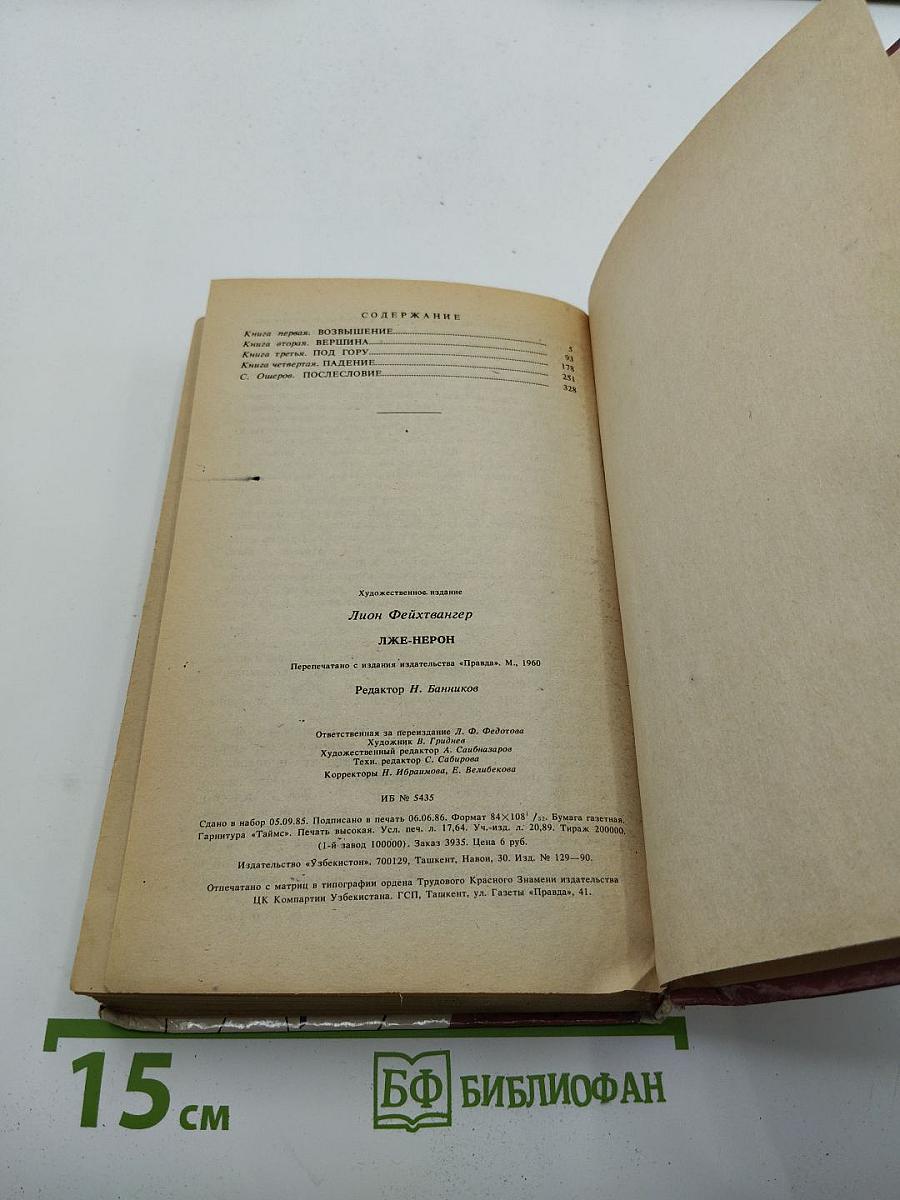 СОДЕРЖАНИЕ
Книга первая. ВОЗВЫШЕНИЕ 5
Книга вторая. ВЕРШИНА 93
Книга третья. ПОД ГОРУ 178
Книга четвертая. ПАДЕНИЕ 251
С. Ошеров. ПОСЛЕСЛОВИЕ 328
Художественное издание
Лион Фейхтвангер
ЛЖЕ-НЕРОН
Перепечатано с издания издательства «Правда». М., 1960
Редактор Н. Банников
Ответственная за переиздание Л. Ф. Федотова
Художник В. Гриднев
Художественный редактор А. Саибназаров
Техн. редактор С. Сабирова
Корректоры Н. Ибраимова, Е. Велибекова
ИБ № 5435
Сдано в набор 05.09.85. Подписано в печать 06.06.86. Формат 84×108¹/₃₂. Бумага газетная.
Гарнитура «Таймс». Печать высокая. Усл. печ. л. 17,64. Уч.-изд. л. 20,89. Тираж 200000.
(1-й завод 100000). Заказ 3935. Цена 6 руб.
Издательство «Узбекистон», 700129, Ташкент, Навои, 30. Изд. № 129—90.
Отпечатано с матриц в типографии ордена Трудового Красного Знамени издательства
ЦК Компартии Узбекистана. ГСП, Ташкент, ул. Газеты «Правда», 41.
15 см
БФ БИБЛИОФАН